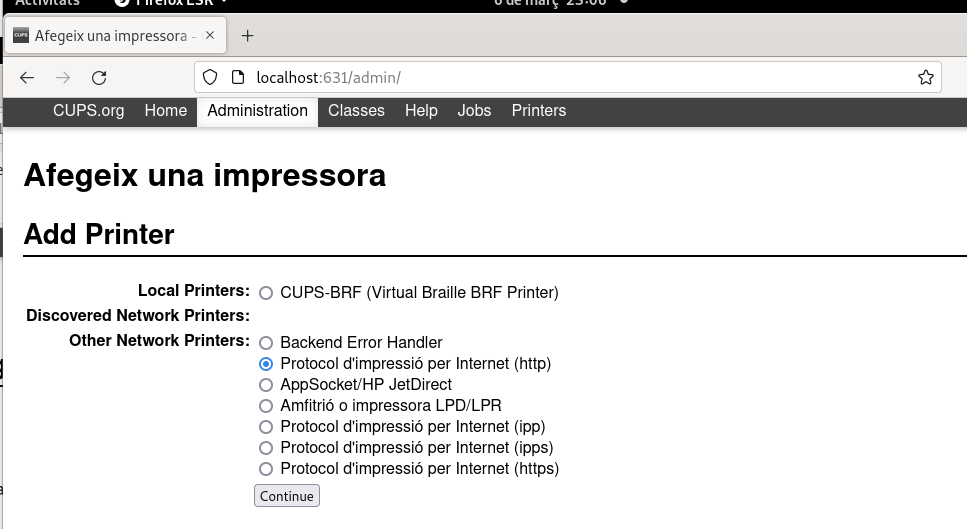 Activitats Firefox ESR 6 de març 23:06
Afegeix una impressora -
localhost:631/admin/
CUPS.org Home Administration Classes Help Jobs Printers
Afegeix una impressora
Add Printer
Local Printers: CUPS-BRF (Virtual Braille BRF Printer)
Discovered Network Printers:
Other Network Printers: Backend Error Handler
Protocol d'impressió per Internet (http)
AppSocket/HP JetDirect
Amfitrió o impressora LPD/LPR
Protocol d'impressió per Internet (ipp)
Protocol d'impressió per Internet (ipps)
Protocol d'impressió per Internet (https)
Continue